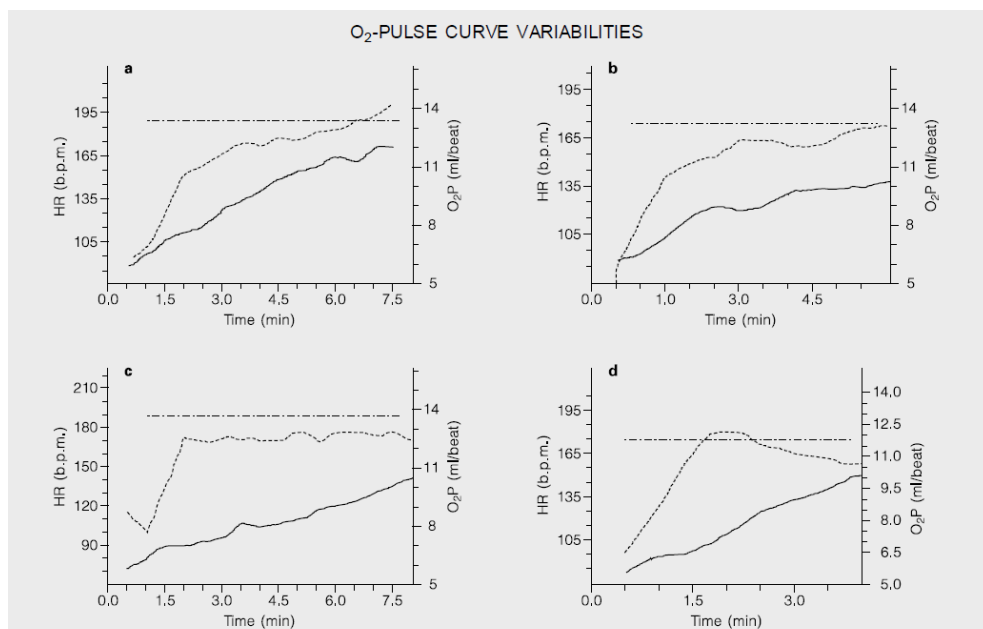 O₂-PULSE CURVE VARIABILITIES
a
195
165
135
105
HR (b.p.m.)
14
11
8
5
O₂P (ml/beat)
0.0 1.5 3.0 4.5 6.0 7.5
Time (min)
b
195
165
135
105
HR (b.p.m.)
14
11
8
5
O₂P (ml/beat)
0.0 1.0 3.0 4.5
Time (min)
c
210
190
170
150
120
90
HR (b.p.m.)
14
11
8
5
O₂P (ml/beat)
0.0 1.5 3.0 4.5 6.0 7.5
Time (min)
d
195
165
135
105
HR (b.p.m.)
14.0
12.5
11.0
9.5
8.0
6.5
5.0
O₂P (ml/beat)
0.0 1.5 3.0
Time (min)